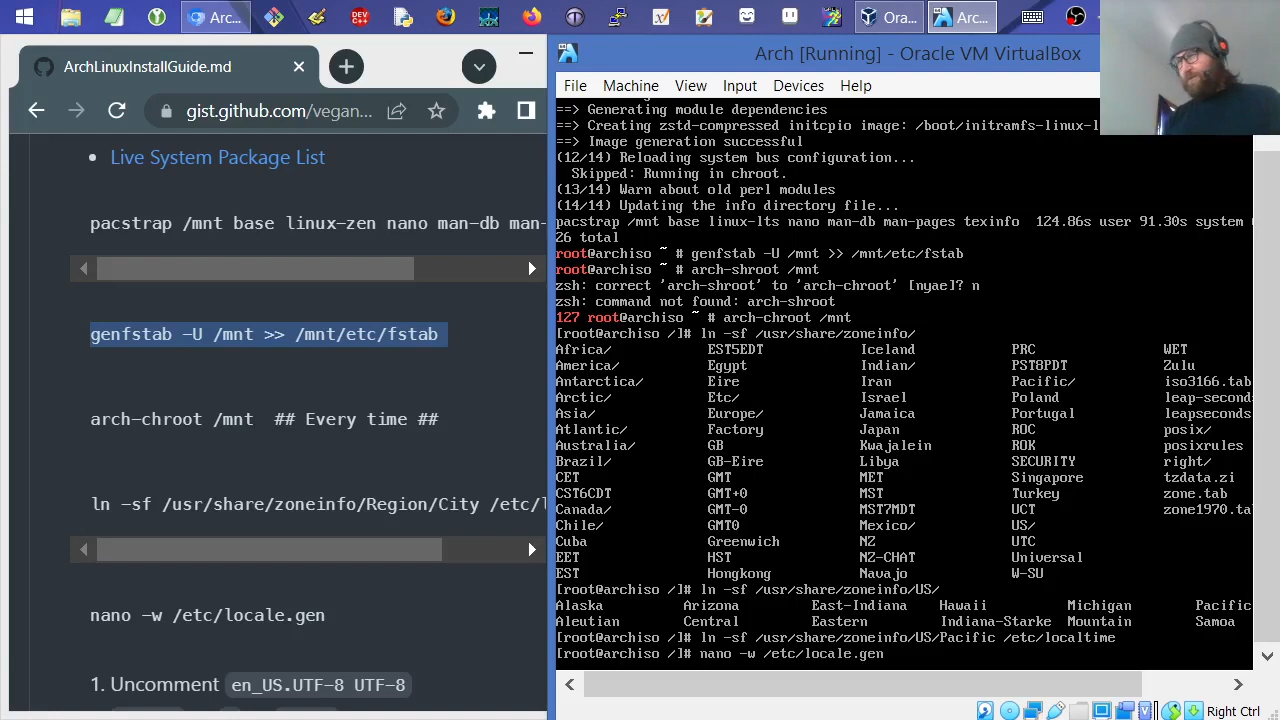 Arc...
Ora...
Arc...
ArchLinuxInstallGuide.md
gist.github.com/vegan...
Live System Package List
pacstrap /mnt base linux-zen nano man-db man-
genfstab -U /mnt >> /mnt/etc/fstab
arch-chroot /mnt  ## Every time ##
ln -sf /usr/share/zoneinfo/Region/City /etc/l
nano -w /etc/locale.gen
1. Uncomment en_US.UTF-8 UTF-8
Arch [Running] - Oracle VM VirtualBox
File Machine View Input Devices Help
==> Generating module dependencies
==> Creating zstd-compressed initcpio image: /boot/initramfs-linux-l
==> Image generation successful
(12/14) Reloading system bus configuration...
Skipped: Running in chroot.
(13/14) Warn about old perl modules
(14/14) Updating the info directory file...
pacstrap /mnt base linux-lts nano man-db man-pages texinfo  124.86s user 91.30s system
26 total
root@archiso ~ # genfstab -U /mnt >> /mnt/etc/fstab
root@archiso ~ # arch-shroot /mnt
zsh: correct 'arch-shroot' to 'arch-chroot' [nyae]? n
zsh: command not found: arch-shroot
127 root@archiso ~ # arch-chroot /mnt
[root@archiso /]# ln -sf /usr/share/zoneinfo/
Africa/ EST5EDT Iceland PRC WET
America/ Egypt Indian/ PST8PDT Zulu
Antarctica/ Eire Iran Pacific/ iso3166.tab
Arctic/ Etc/ Israel Poland leap-second
Asia/ Europe/ Jamaica Portugal leapseconds
Atlantic/ Factory Japan ROC posix/
Australia/ GB Kwajalein ROK posixrules
Brazil/ GB-Eire Libya SECURITY right/
CET GMT MET Singapore tzdata.zi
CST6CDT GMT+0 MST Turkey zone.tab
Canada/ GMT-0 MST7MDT UCT zone1970.ta
Chile/ GMT0 Mexico/ US/
Cuba Greenwich NZ UTC
EET HST NZ-CHAT Universal
EST Hongkong Navajo W-SU
[root@archiso /]# ln -sf /usr/share/zoneinfo/US/
Alaska Arizona East-Indiana Hawaii Michigan Pacific
Aleutian Central Eastern Indiana-Starke Mountain Samoa
[root@archiso /]# ln -sf /usr/share/zoneinfo/US/Pacific /etc/localtime
[root@archiso /]# nano -w /etc/locale.gen
Right Ctrl